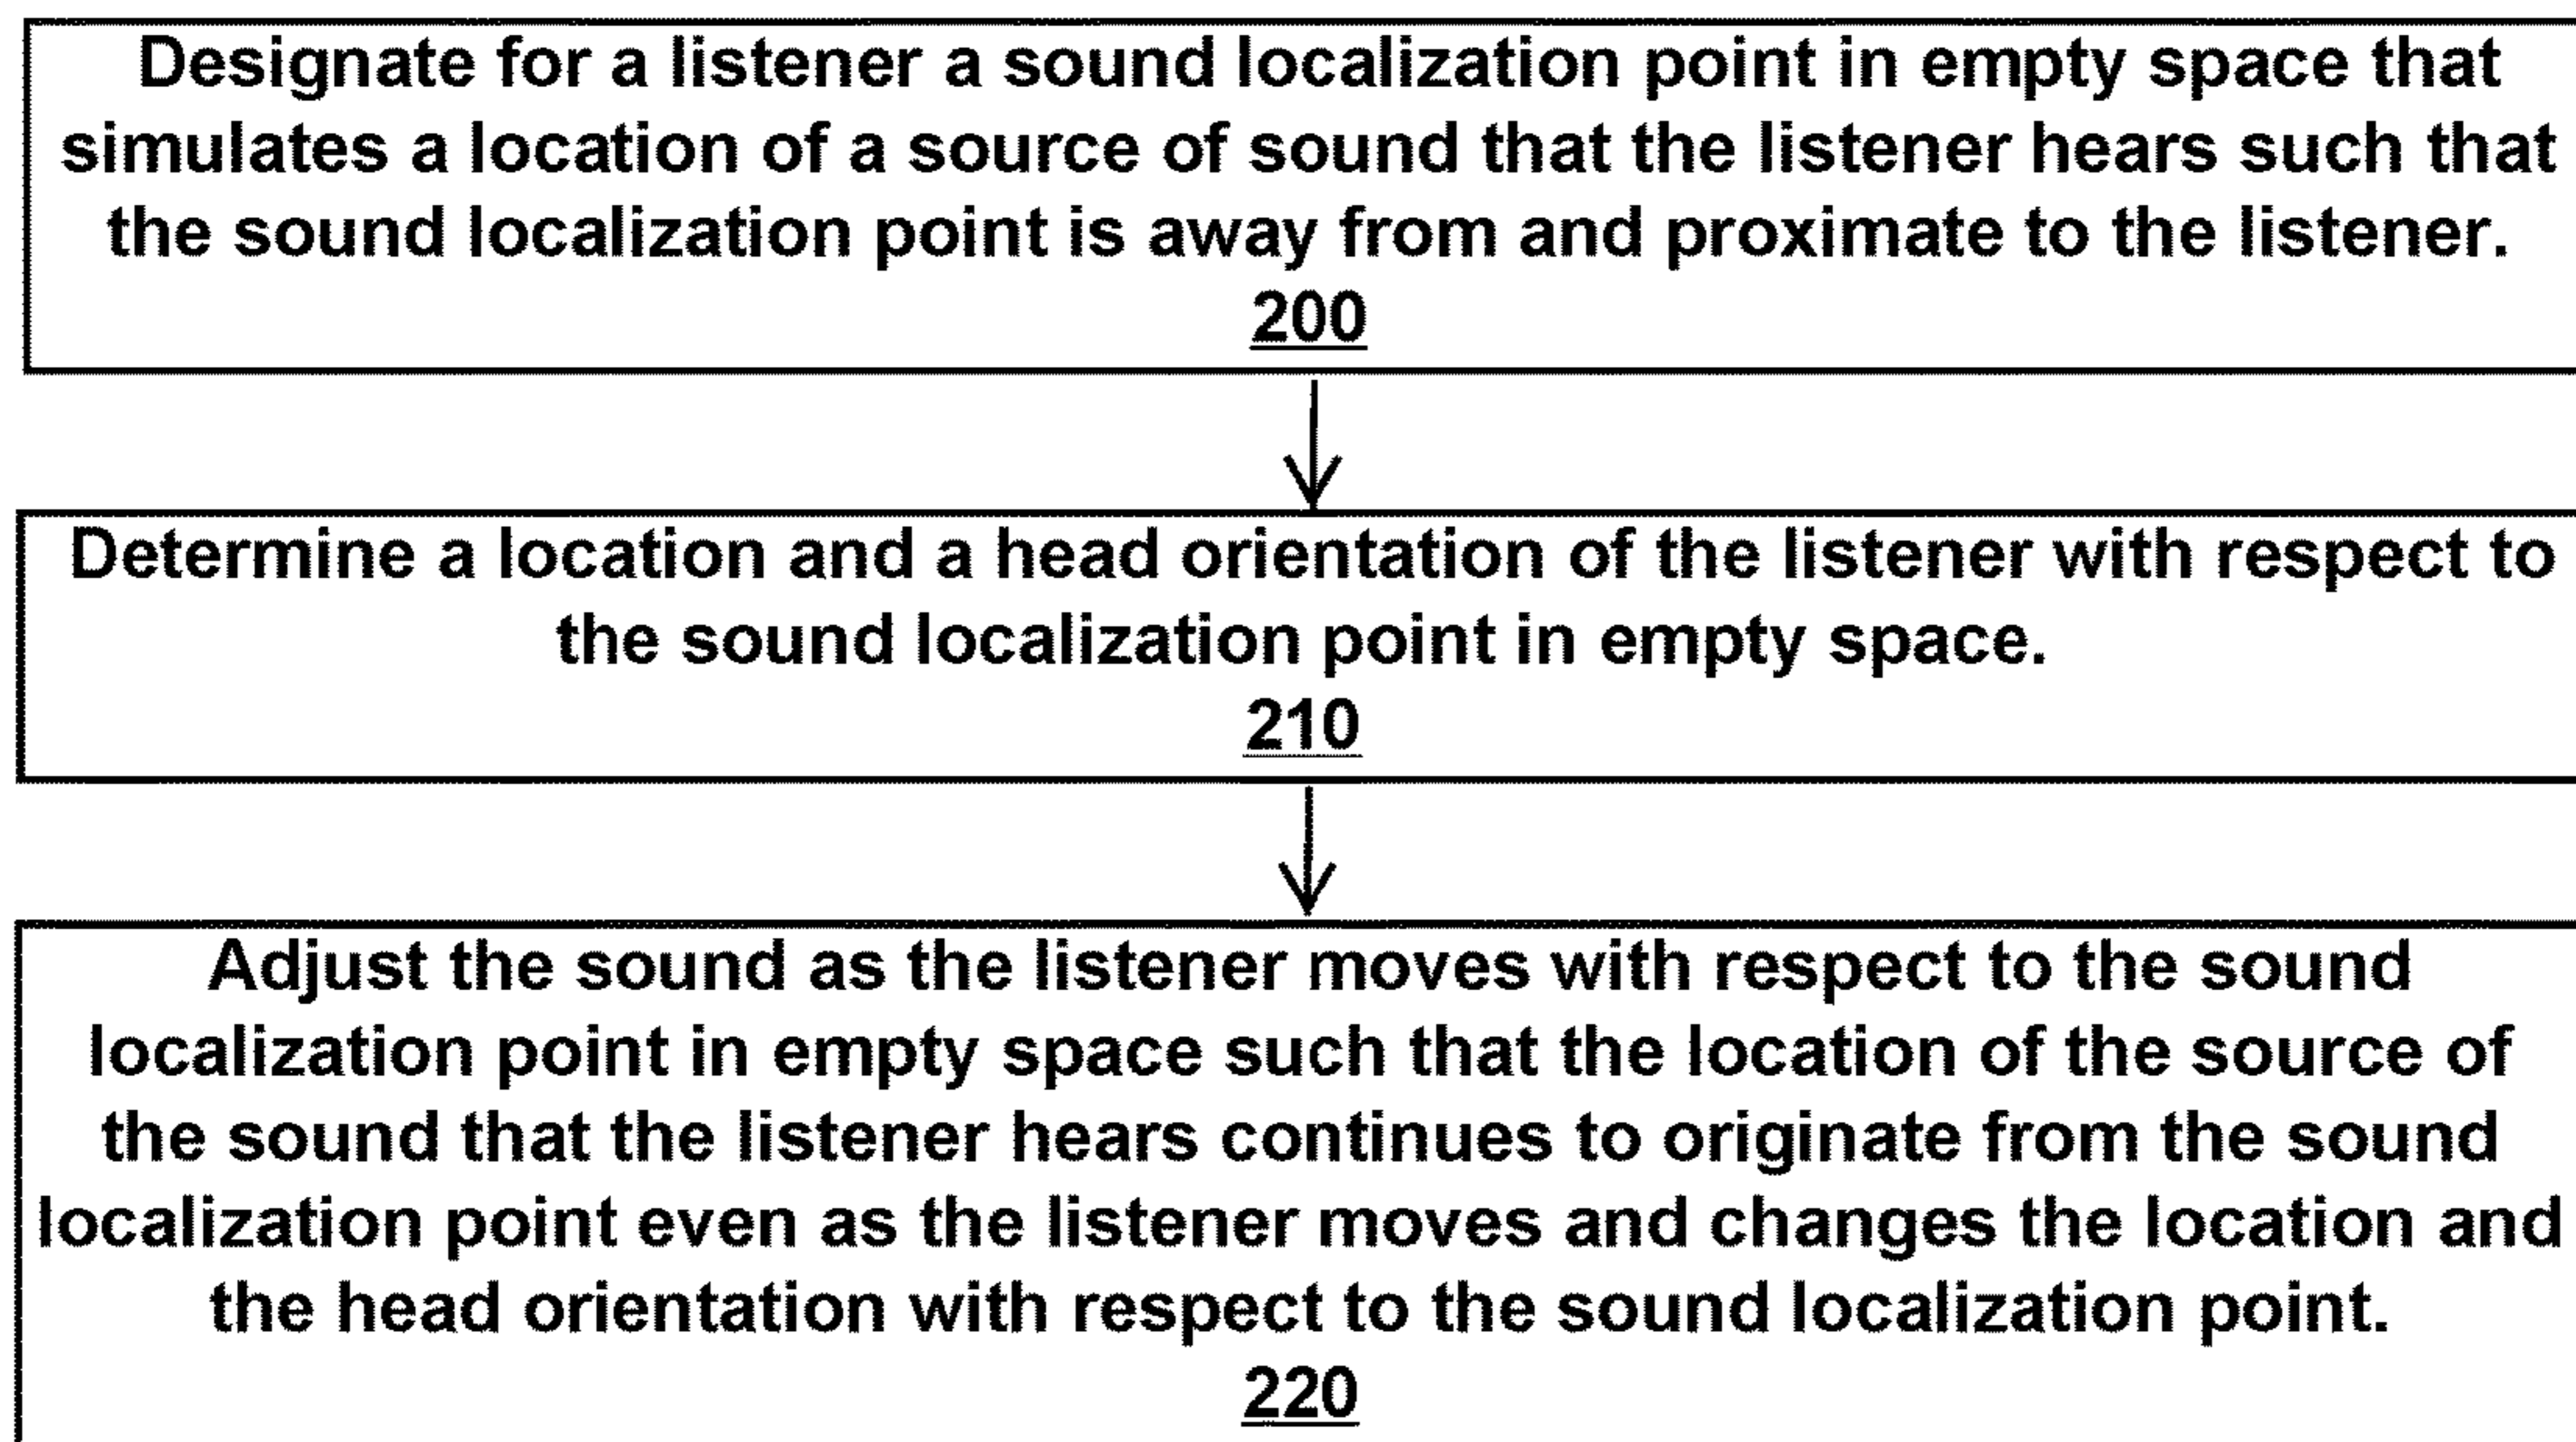 Designate for a listener a sound localization point in empty space that
simulates a location of a source of sound that the listener hears such that
the sound localization point is away from and proximate to the listener.
200
Determine a location and a head orientation of the listener with respect to
the sound localization point in empty space.
210
Adjust the sound as the listener moves with respect to the sound
localization point in empty space such that the location of the source of
the sound that the listener hears continues to originate from the sound
localization point even as the listener moves and changes the location and
the head orientation with respect to the sound localization point.
220